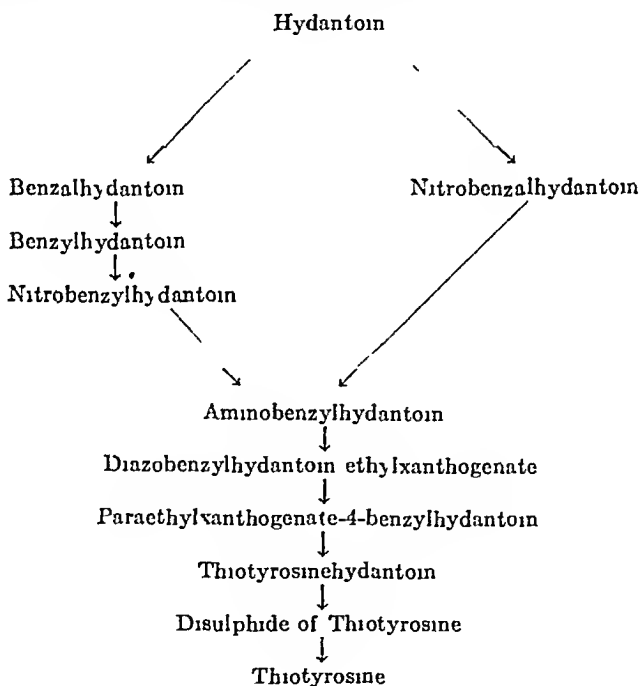 Hydantoin
Benzalhydantoin
Nitrobenzalhydantoin
Benzylhydantoin
Nitrobenzylhydantoin
Aminobenzylhydantoin
Diazobenzylhydantoin ethylxanthogenate
Paraethylxanthogenate-4-benzylhydantoin
Thiotyrosinehydantoin
Disulphide of Thiotyrosine
Thiotyrosine